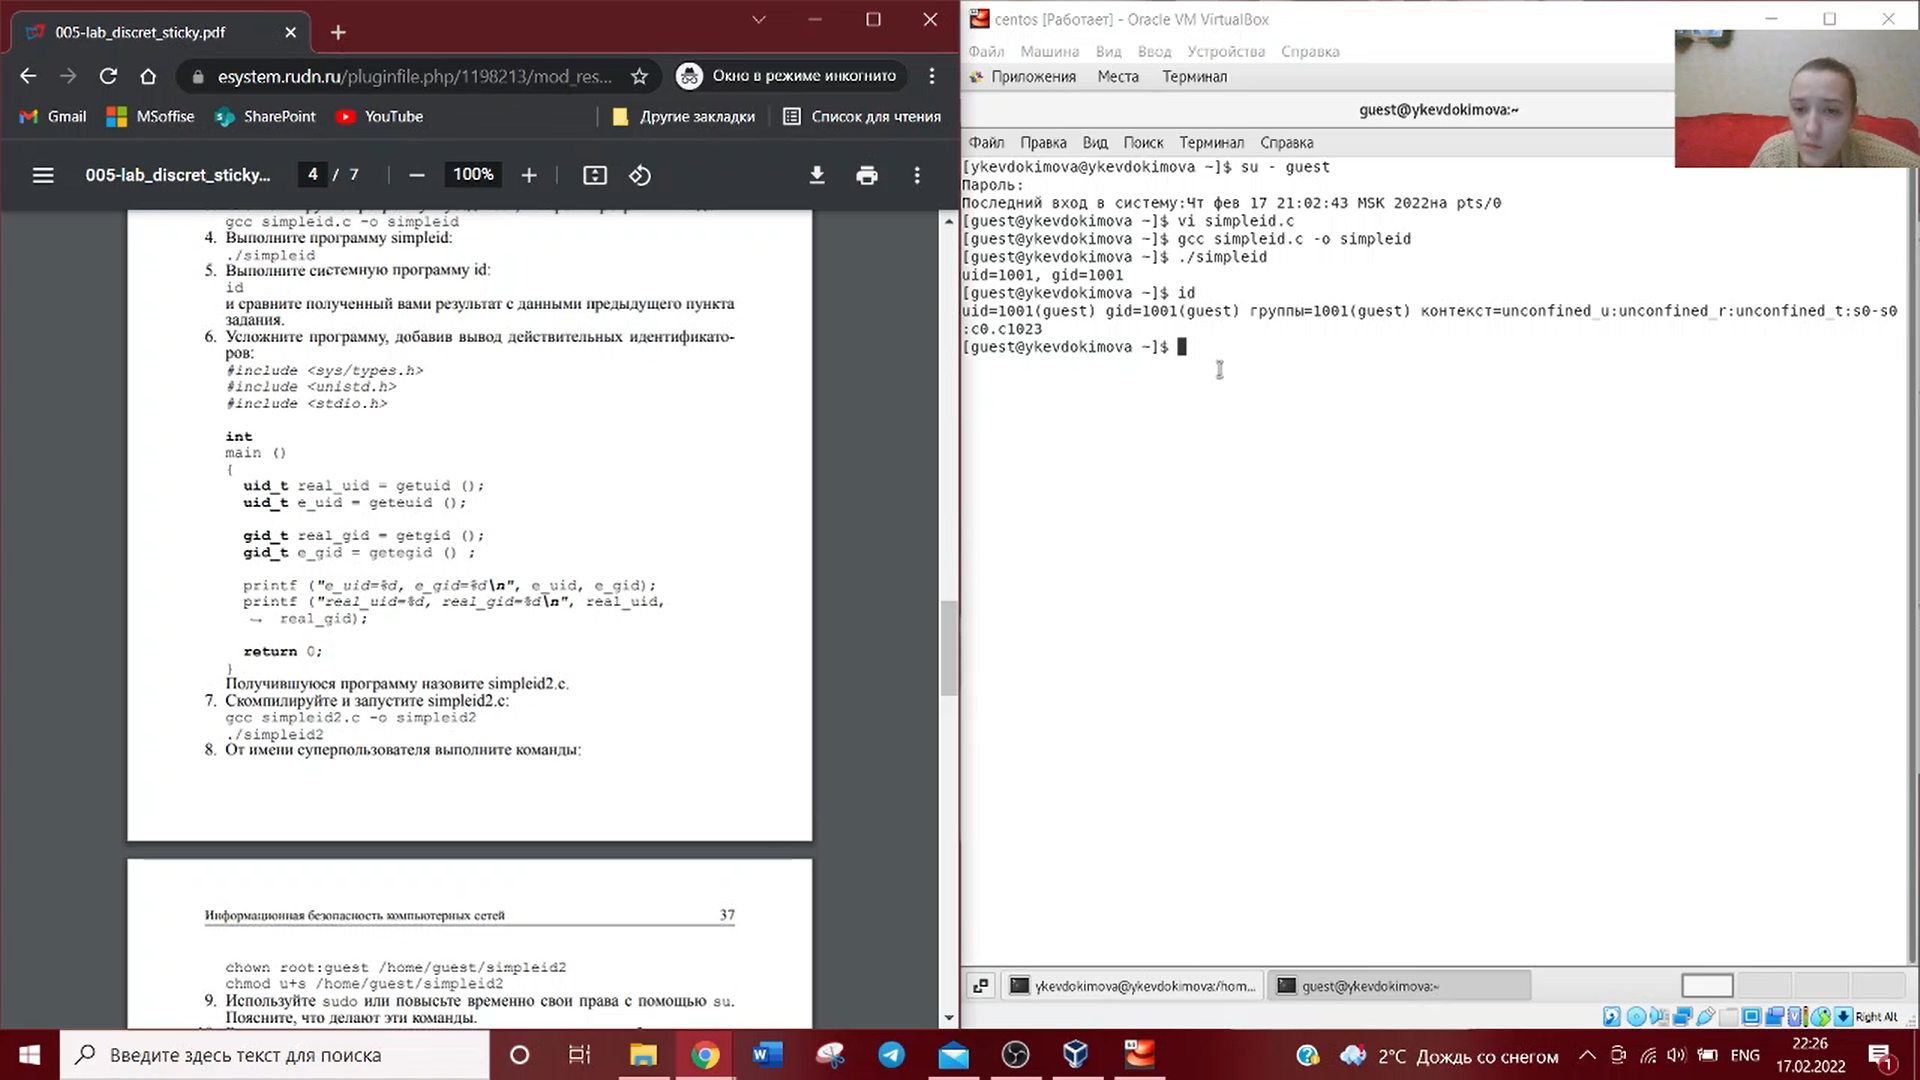 005-lab_discret_sticky.pdf
esystem.rudn.ru/pluginfile.php/1198213/mod_res...
Окно в режиме инкогнито
Gmail
MSoffise
SharePoint
YouTube
Другие закладки
Список для чтения
005-lab_discret_sticky...
4 / 7
100%
gcc simpleid.c -o simpleid
4. Выполните программу simpleid:
./simpleid
5. Выполните системную программу id:
id
и сравните полученный вами результат с данными предыдущего пункта
задания.
6. Усложните программу, добавив вывод действительных идентификато-
ров:
#include <sys/types.h>
#include <unistd.h>
#include <stdio.h>
int
main ()
{
uid_t real_uid = getuid ();
uid_t e_uid = geteuid ();
gid_t real_gid = getgid ();
gid_t e_gid = getegid () ;
printf ("e_uid=%d, e_gid=%d\n", e_uid, e_gid);
printf ("real_uid=%d, real_gid=%d\n", real_uid,
→ real_gid);
return 0;
}
Получившуюся программу назовите simpleid2.c.
7. Скомпилируйте и запустите simpleid2.c:
gcc simpleid2.c -o simpleid2
./simpleid2
8. От имени суперпользователя выполните команды:
Информационная безопасность компьютерных сетей 37
chown root:guest /home/guest/simpleid2
chmod u+s /home/guest/simpleid2
9. Используйте sudo или повысьте временно свои права с помощью su.
Поясните, что делают эти команды.
centos [Работает] - Oracle VM VirtualBox
Файл Машина Вид Ввод Устройства Справка
Приложения Места Терминал
guest@ykevdokimova:~
Файл Правка Вид Поиск Терминал Справка
[ykevdokimova@ykevdokimova ~]$ su - guest
Пароль:
Последний вход в систему:Чт фев 17 21:02:43 MSK 2022на pts/0
[guest@ykevdokimova ~]$ vi simpleid.c
[guest@ykevdokimova ~]$ gcc simpleid.c -o simpleid
[guest@ykevdokimova ~]$ ./simpleid
uid=1001, gid=1001
[guest@ykevdokimova ~]$ id
uid=1001(guest) gid=1001(guest) группы=1001(guest) контекст=unconfined_u:unconfined_r:unconfined_t:s0-s0
:c0.c1023
[guest@ykevdokimova ~]$
ykevdokimova@ykevdokimova:/hom...
guest@ykevdokimova:~
Right Alt
Введите здесь текст для поиска
2°C Дождь со снегом
ENG
22:26
17.02.2022
1